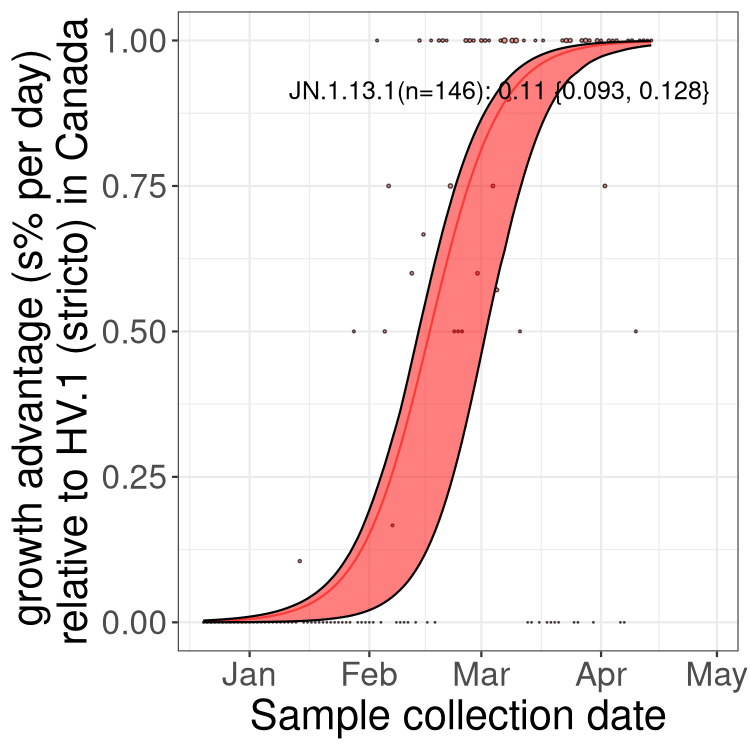 growth advantage (s% per day)
relative to HV.1 (stricto) in Canada
1.00
JN.1.13.1(n=146): 0.11 {0.093, 0.128}
0.75
0.50
0.25
0.00
Jan Feb Mar Apr May
Sample collection date